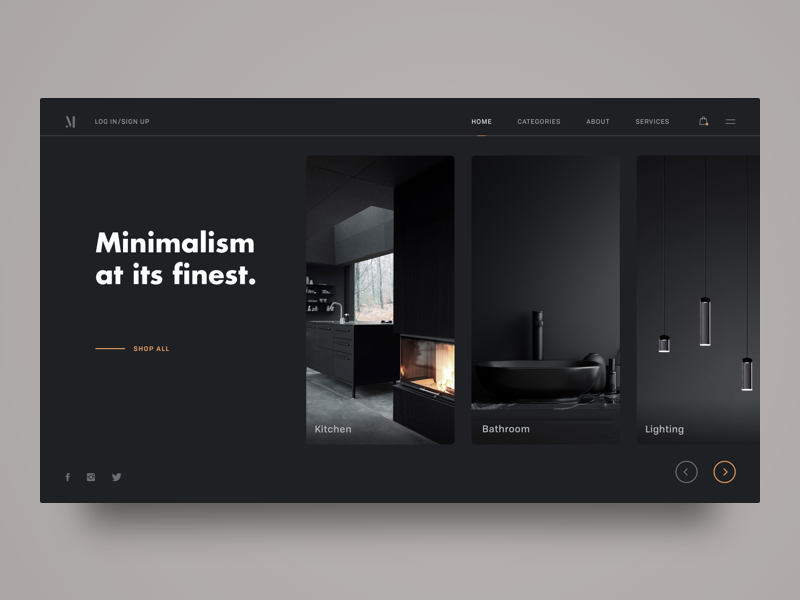 M
LOG IN/SIGN UP
HOME
CATEGORIES
ABOUT
SERVICES
Minimalism
at its finest.
SHOP ALL
Kitchen
Bathroom
Lighting